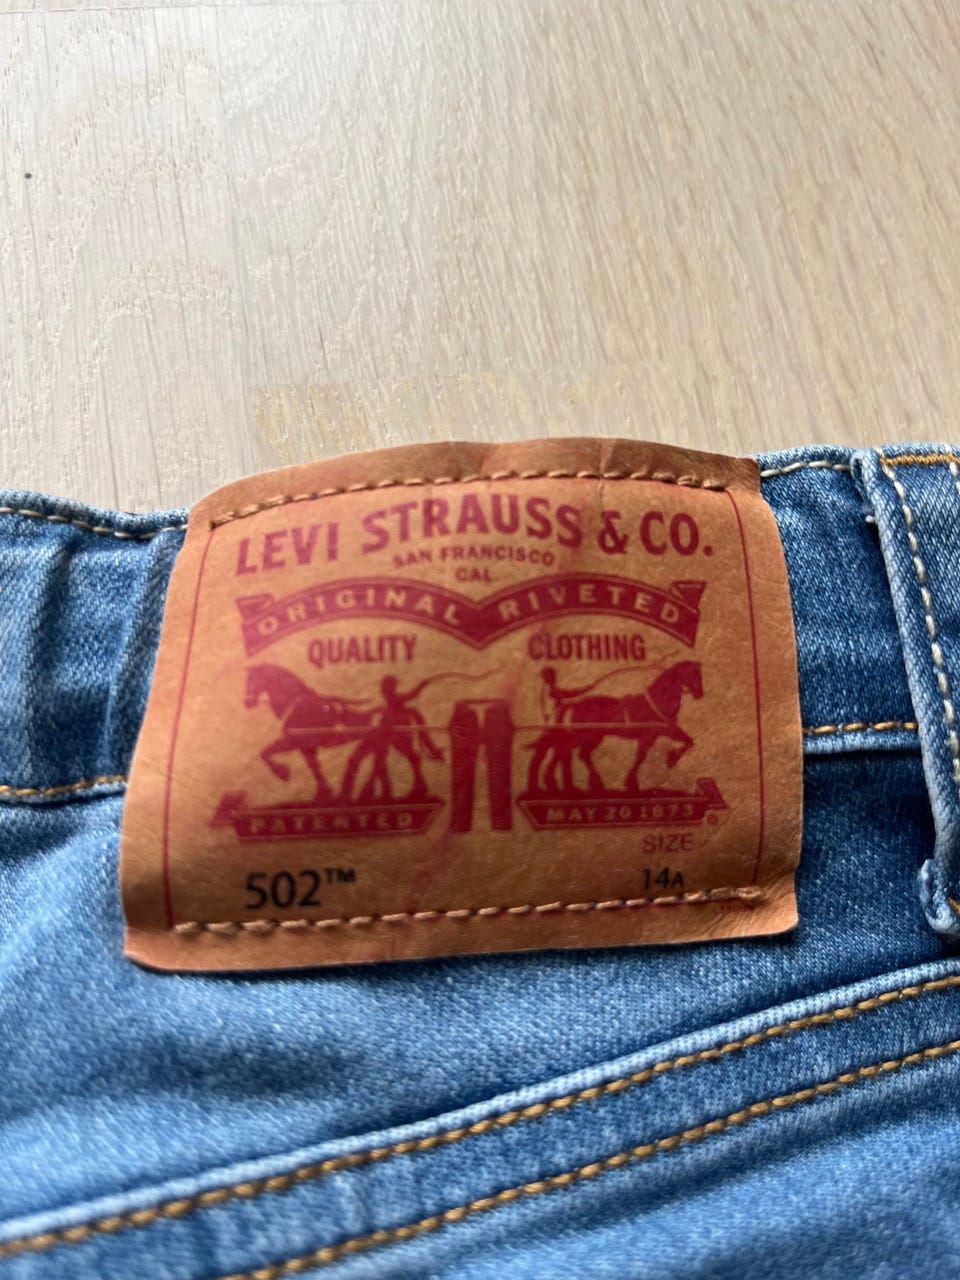 LEVI STRAUSS & CO.
SAN FRANCISCO
CAL
ORIGINAL RIVETED
QUALITY CLOTHING
PATENTED MAY 20 1873 ®
SIZE
502™ 14A